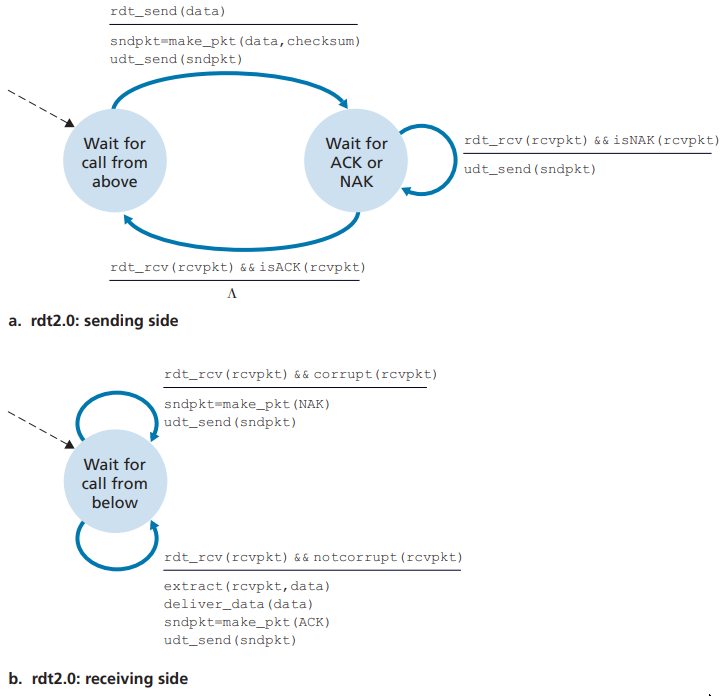 rdt_send(data)
sndpkt=make_pkt(data,checksum)
udt_send(sndpkt)
Wait for
call from
above
Wait for
ACK or
NAK
rdt_rcv(rcvpkt) && isNAK(rcvpkt)
udt_send(sndpkt)
rdt_rcv(rcvpkt) && isACK(rcvpkt)
Λ
a. rdt2.0: sending side
rdt_rcv(rcvpkt) && corrupt(rcvpkt)
sndpkt=make_pkt(NAK)
udt_send(sndpkt)
Wait for
call from
below
rdt_rcv(rcvpkt) && notcorrupt(rcvpkt)
extract(rcvpkt,data)
deliver_data(data)
sndpkt=make_pkt(ACK)
udt_send(sndpkt)
b. rdt2.0: receiving side